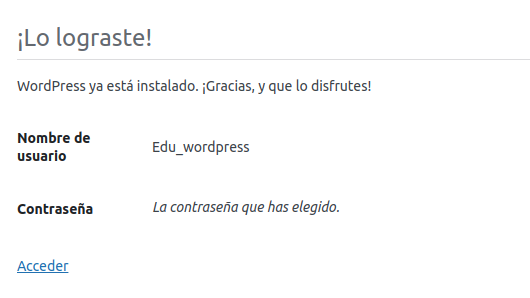 ¡Lo lograste!
WordPress ya está instalado. ¡Gracias, y que lo disfrutes!
Nombre de
usuario
Edu_wordpress
Contraseña
La contraseña que has elegido.
Acceder